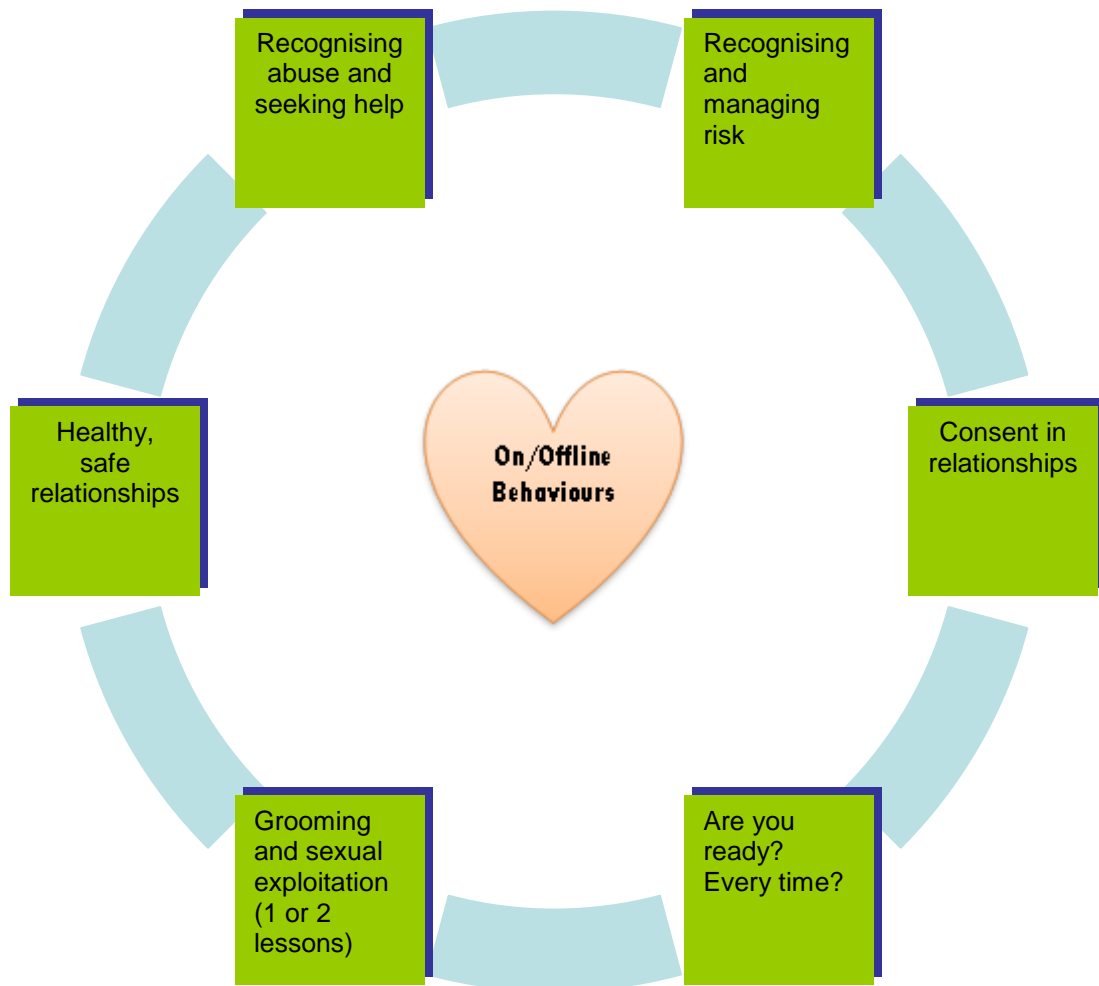 Recognising
abuse and
seeking help
Recognising
and
managing
risk
Healthy,
safe
relationships
On/Offline
Behaviours
Consent in
relationships
Grooming
and sexual
exploitation
(1 or 2
lessons)
Are you
ready?
Every time?